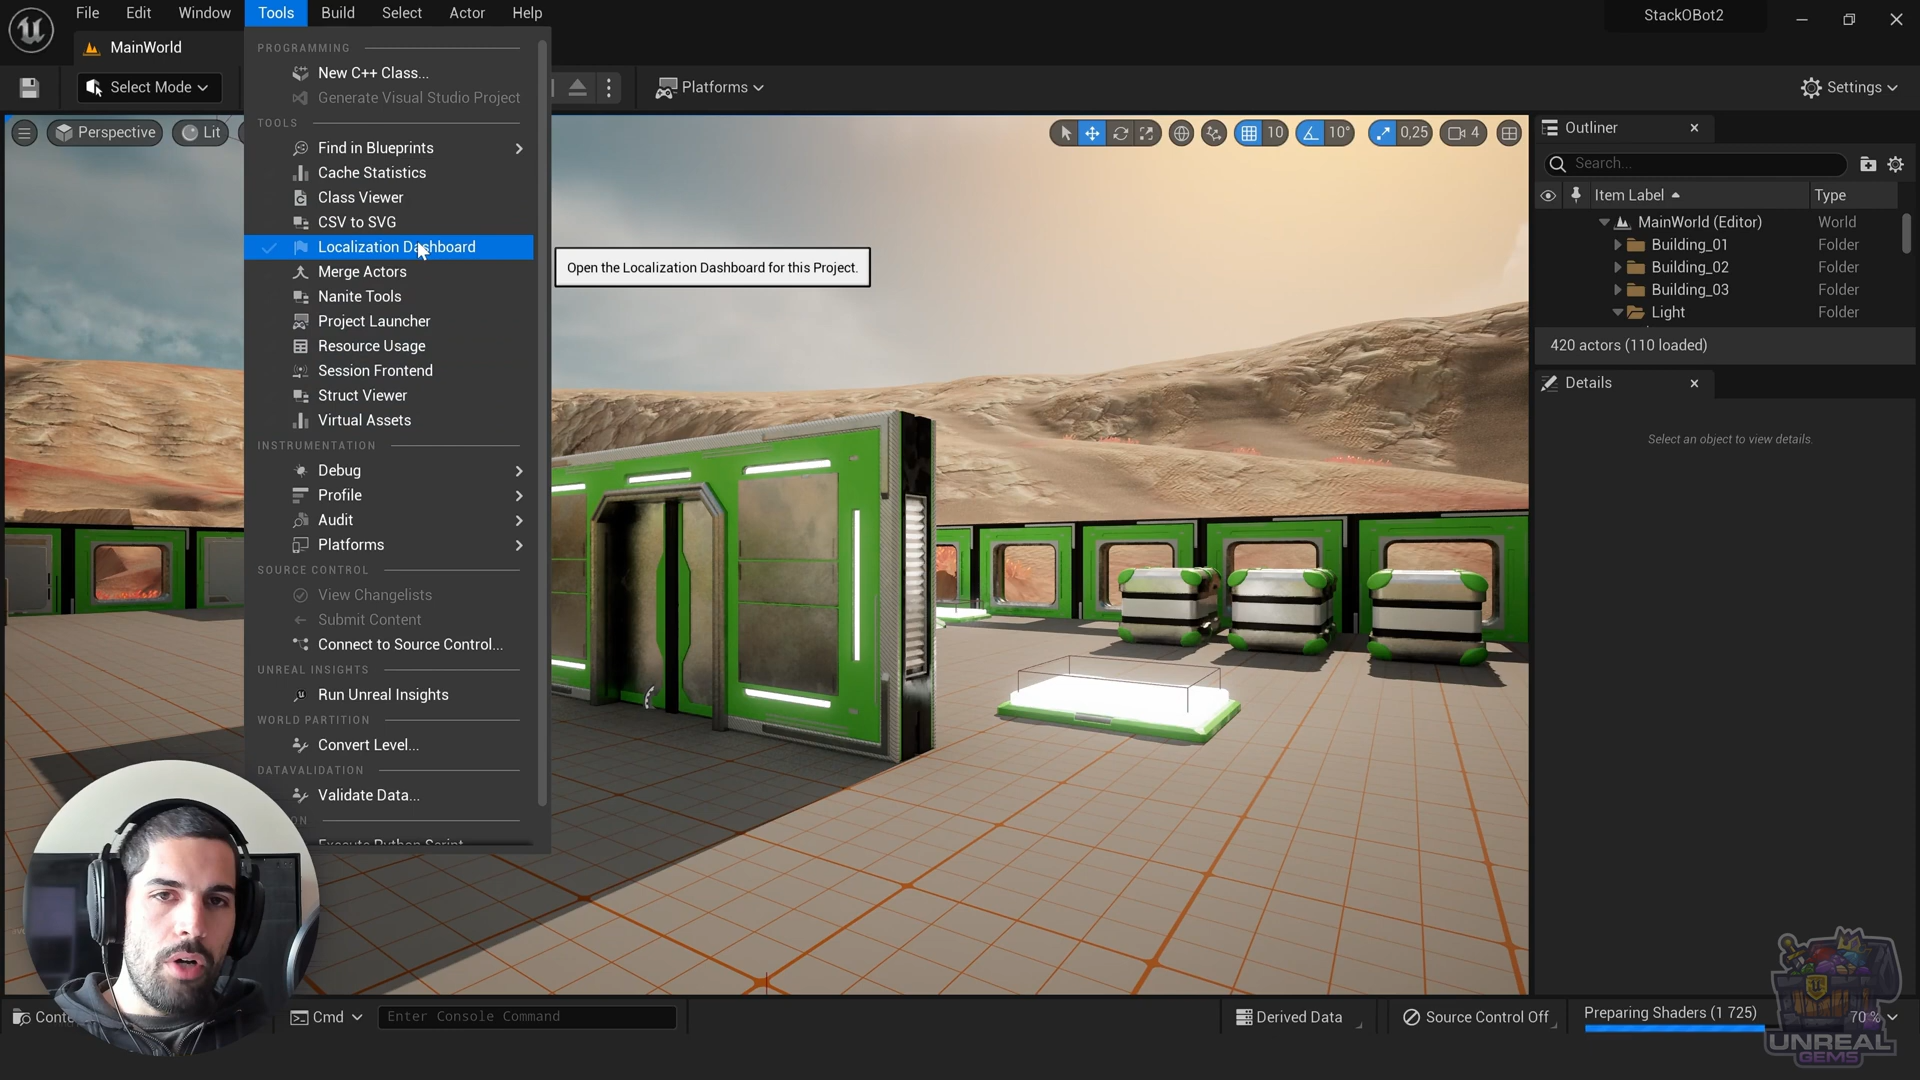 File Edit Window Tools Build Select Actor Help
StackOBot2
MainWorld
Select Mode
Platforms
Settings
Perspective
Lit
10
10°
0,25
4
PROGRAMMING
New C++ Class...
Generate Visual Studio Project
TOOLS
Find in Blueprints
Cache Statistics
Class Viewer
CSV to SVG
Localization Dashboard
Merge Actors
Nanite Tools
Project Launcher
Resource Usage
Session Frontend
Struct Viewer
Virtual Assets
INSTRUMENTATION
Debug
Profile
Audit
Platforms
SOURCE CONTROL
View Changelists
Submit Content
Connect to Source Control...
UNREAL INSIGHTS
Run Unreal Insights
WORLD PARTITION
Convert Level...
DATAVALIDATION
Validate Data...
Execute Python Script
Open the Localization Dashboard for this Project.
Outliner
Search...
Item Label Type
MainWorld (Editor) World
Building_01 Folder
Building_02 Folder
Building_03 Folder
Light Folder
420 actors (110 loaded)
Details
Select an object to view details.
Cmd
Enter Console Command
Derived Data
Source Control Off
Preparing Shaders (1 725)
70 %
UNREAL
GEMS